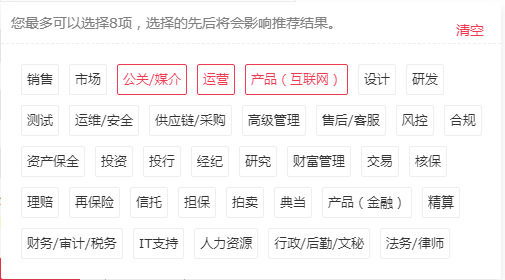 您最多可以选择8项，选择的先后将会影响推荐结果。
清空
销售 市场 公关/媒介 运营 产品（互联网） 设计 研发
测试 运维/安全 供应链/采购 高级管理 售后/客服 风控 合规
资产保全 投资 投行 经纪 研究 财富管理 交易 核保
理赔 再保险 信托 担保 拍卖 典当 产品（金融） 精算
财务/审计/税务 IT支持 人力资源 行政/后勤/文秘 法务/律师